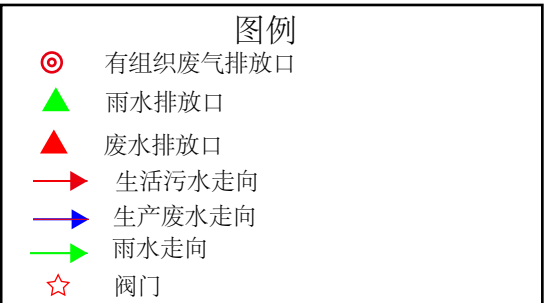 图例
有组织废气排放口
雨水排放口
废水排放口
生活污水走向
生产废水走向
雨水走向
阀门